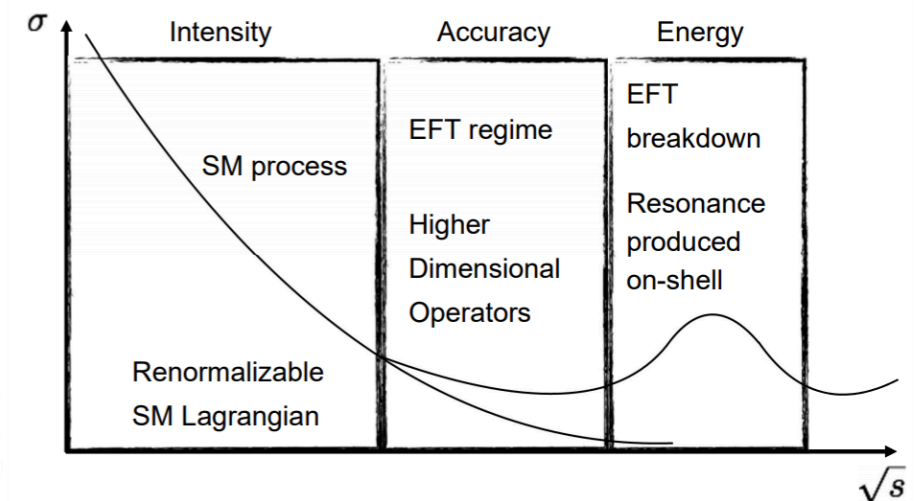 σ
Intensity
Accuracy
Energy
SM process
Renormalizable
SM Lagrangian
EFT regime
Higher
Dimensional
Operators
EFT
breakdown
Resonance
produced
on-shell
√s